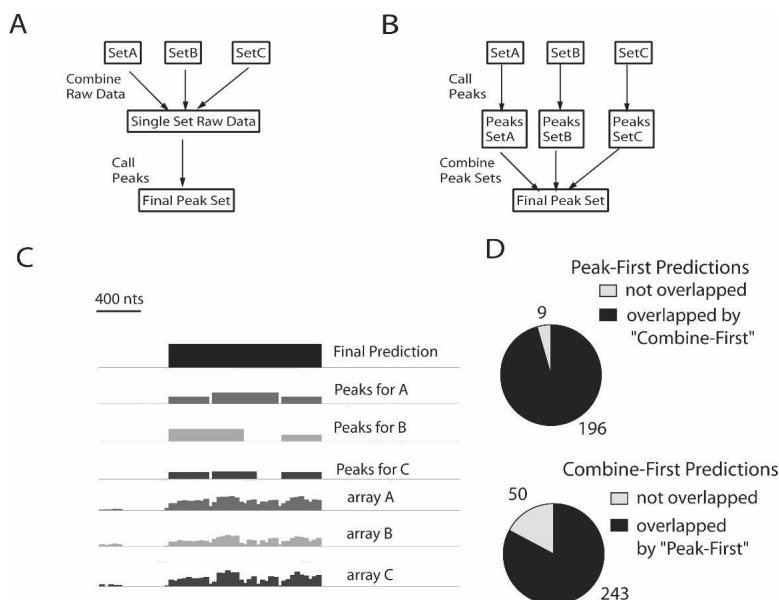 A
SetA
SetB
SetC
Combine
Raw Data
Single Set Raw Data
Call
Peaks
Final Peak Set
B
SetA
SetB
SetC
Call
Peaks
Peaks
SetA
Peaks
SetB
Peaks
SetC
Combine
Peak Sets
Final Peak Set
C
400 nts
Final Prediction
Peaks for A
Peaks for B
Peaks for C
array A
array B
array C
D
Peak-First Predictions
not overlapped
overlapped by
"Combine-First"
9
196
Combine-First Predictions
50
not overlapped
overlapped
by "Peak-First"
243